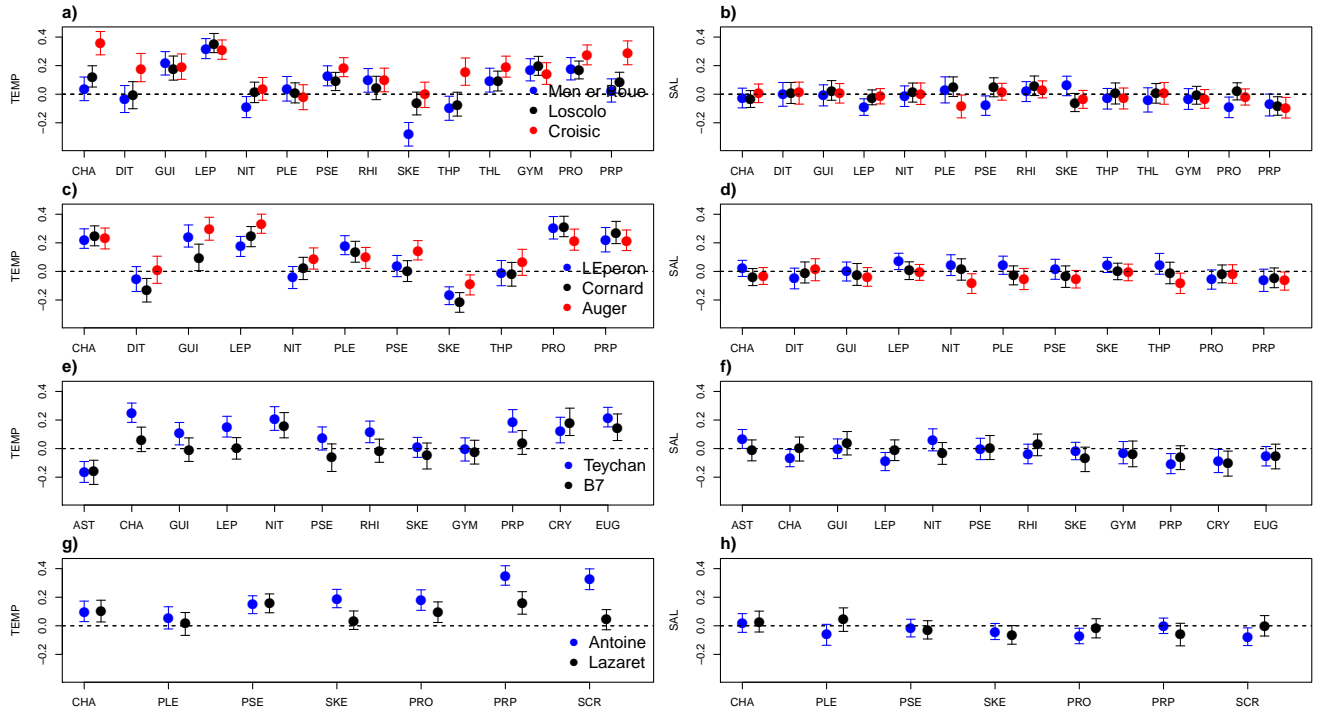 a)
TEMP
0.4
0.2
0.0
−0.2
Men er Roue
Loscolo
Croisic
CHA DIT GUI LEP NIT PLE PSE RHI SKE THP THL GYM PRO PRP
b)
SAL
0.4
0.2
0.0
−0.2
CHA DIT GUI LEP NIT PLE PSE RHI SKE THP THL GYM PRO PRP
c)
TEMP
0.4
0.2
0.0
−0.2
LEperon
Cornard
Auger
CHA DIT GUI LEP NIT PLE PSE SKE THP PRO PRP
d)
SAL
0.4
0.2
0.0
−0.2
CHA DIT GUI LEP NIT PLE PSE SKE THP PRO PRP
e)
TEMP
0.4
0.2
0.0
−0.2
Teychan
B7
AST CHA GUI LEP NIT PSE RHI SKE GYM PRP CRY EUG
f)
SAL
0.4
0.2
0.0
−0.2
AST CHA GUI LEP NIT PSE RHI SKE GYM PRP CRY EUG
g)
TEMP
0.4
0.2
0.0
−0.2
Antoine
Lazaret
CHA PLE PSE SKE PRO PRP SCR
h)
SAL
0.4
0.2
0.0
−0.2
CHA PLE PSE SKE PRO PRP SCR